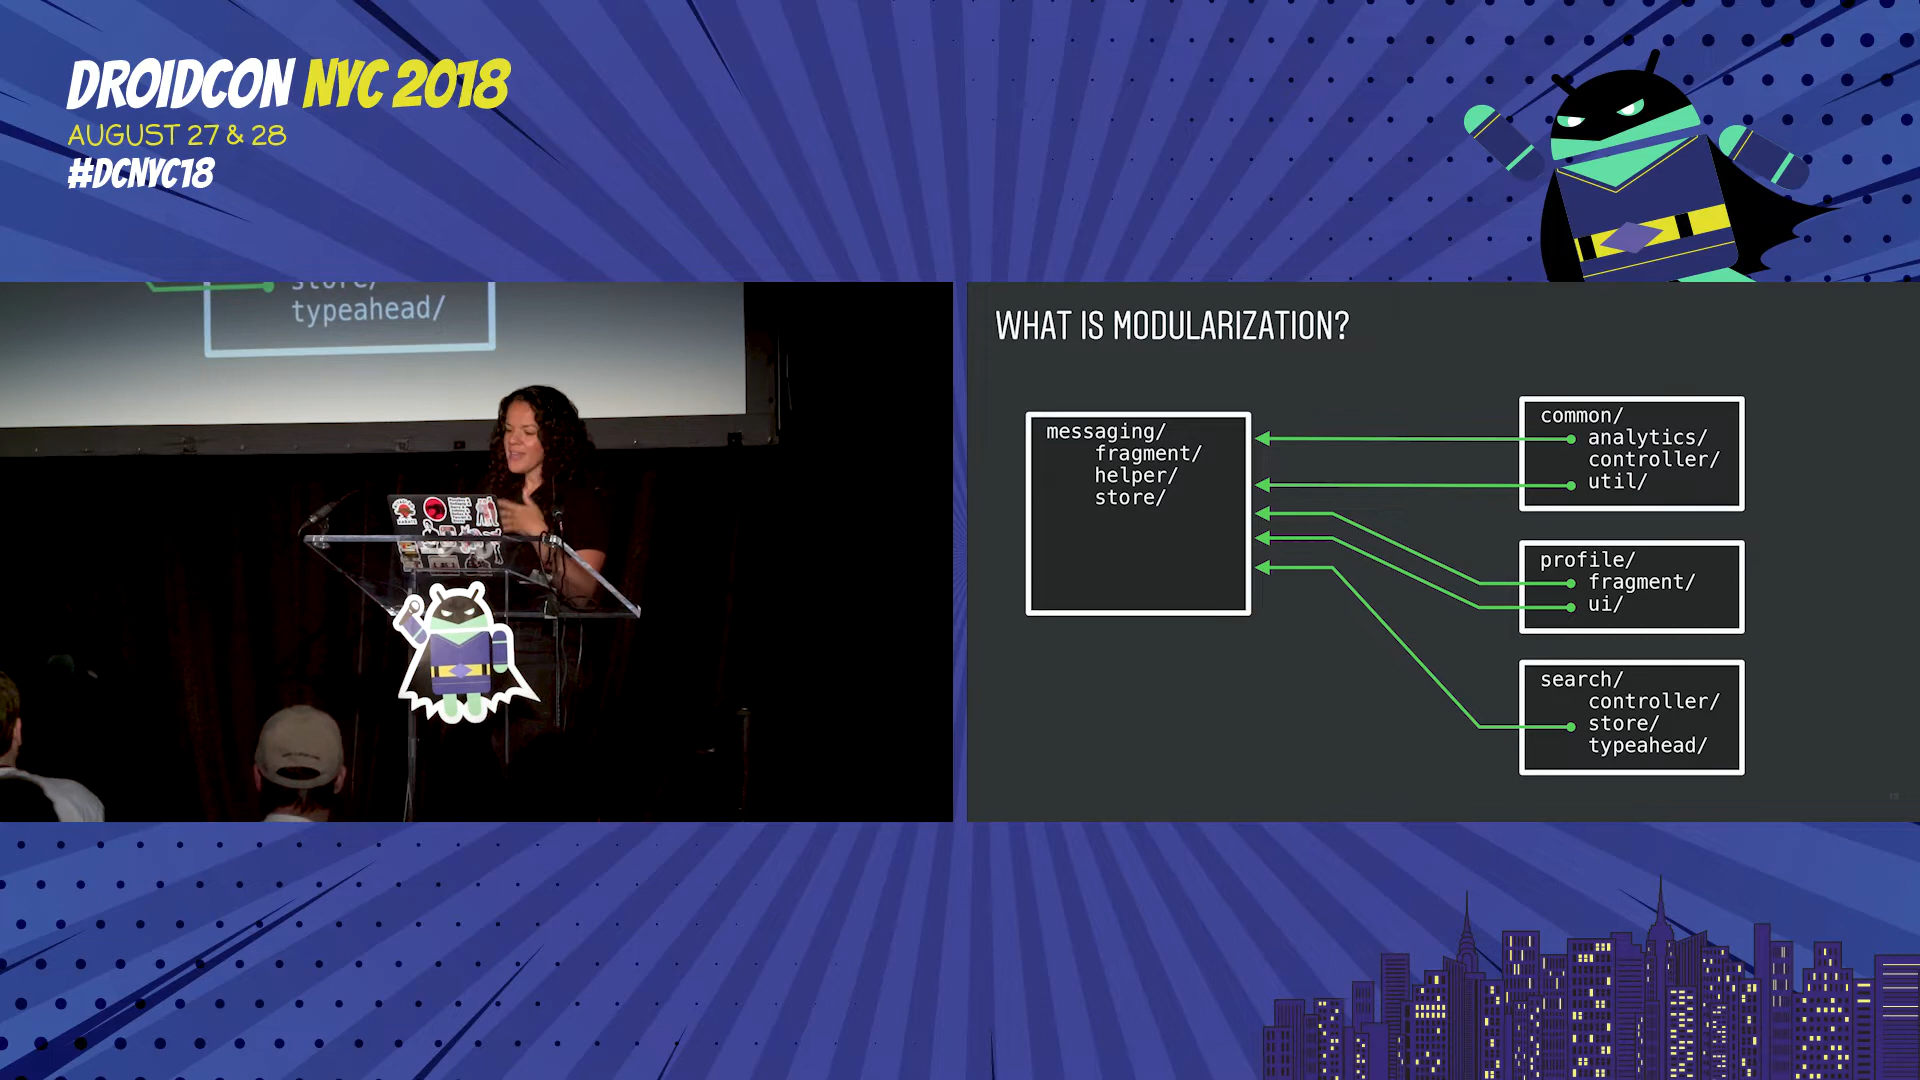 DROIDCON NYC 2018
AUGUST 27 & 28
#DCNYC18
store/
typeahead/
WHAT IS MODULARIZATION?
messaging/
fragment/
helper/
store/
common/
analytics/
controller/
util/
profile/
fragment/
ui/
search/
controller/
store/
typeahead/